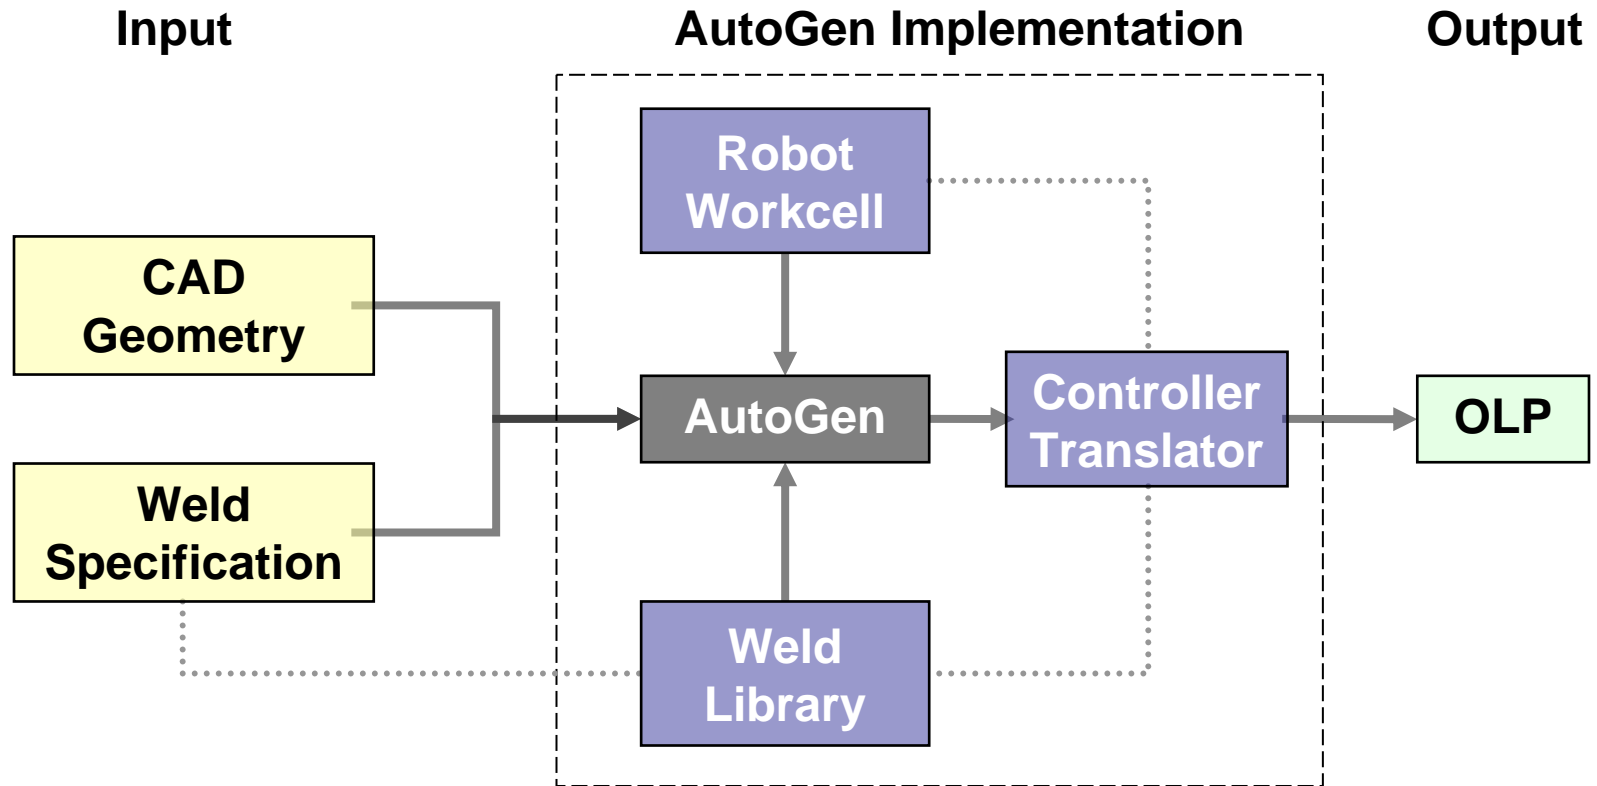 Input
AutoGen Implementation
Output
Robot
Workcell
CAD
Geometry
AutoGen
Controller
Translator
OLP
Weld
Specification
Weld
Library